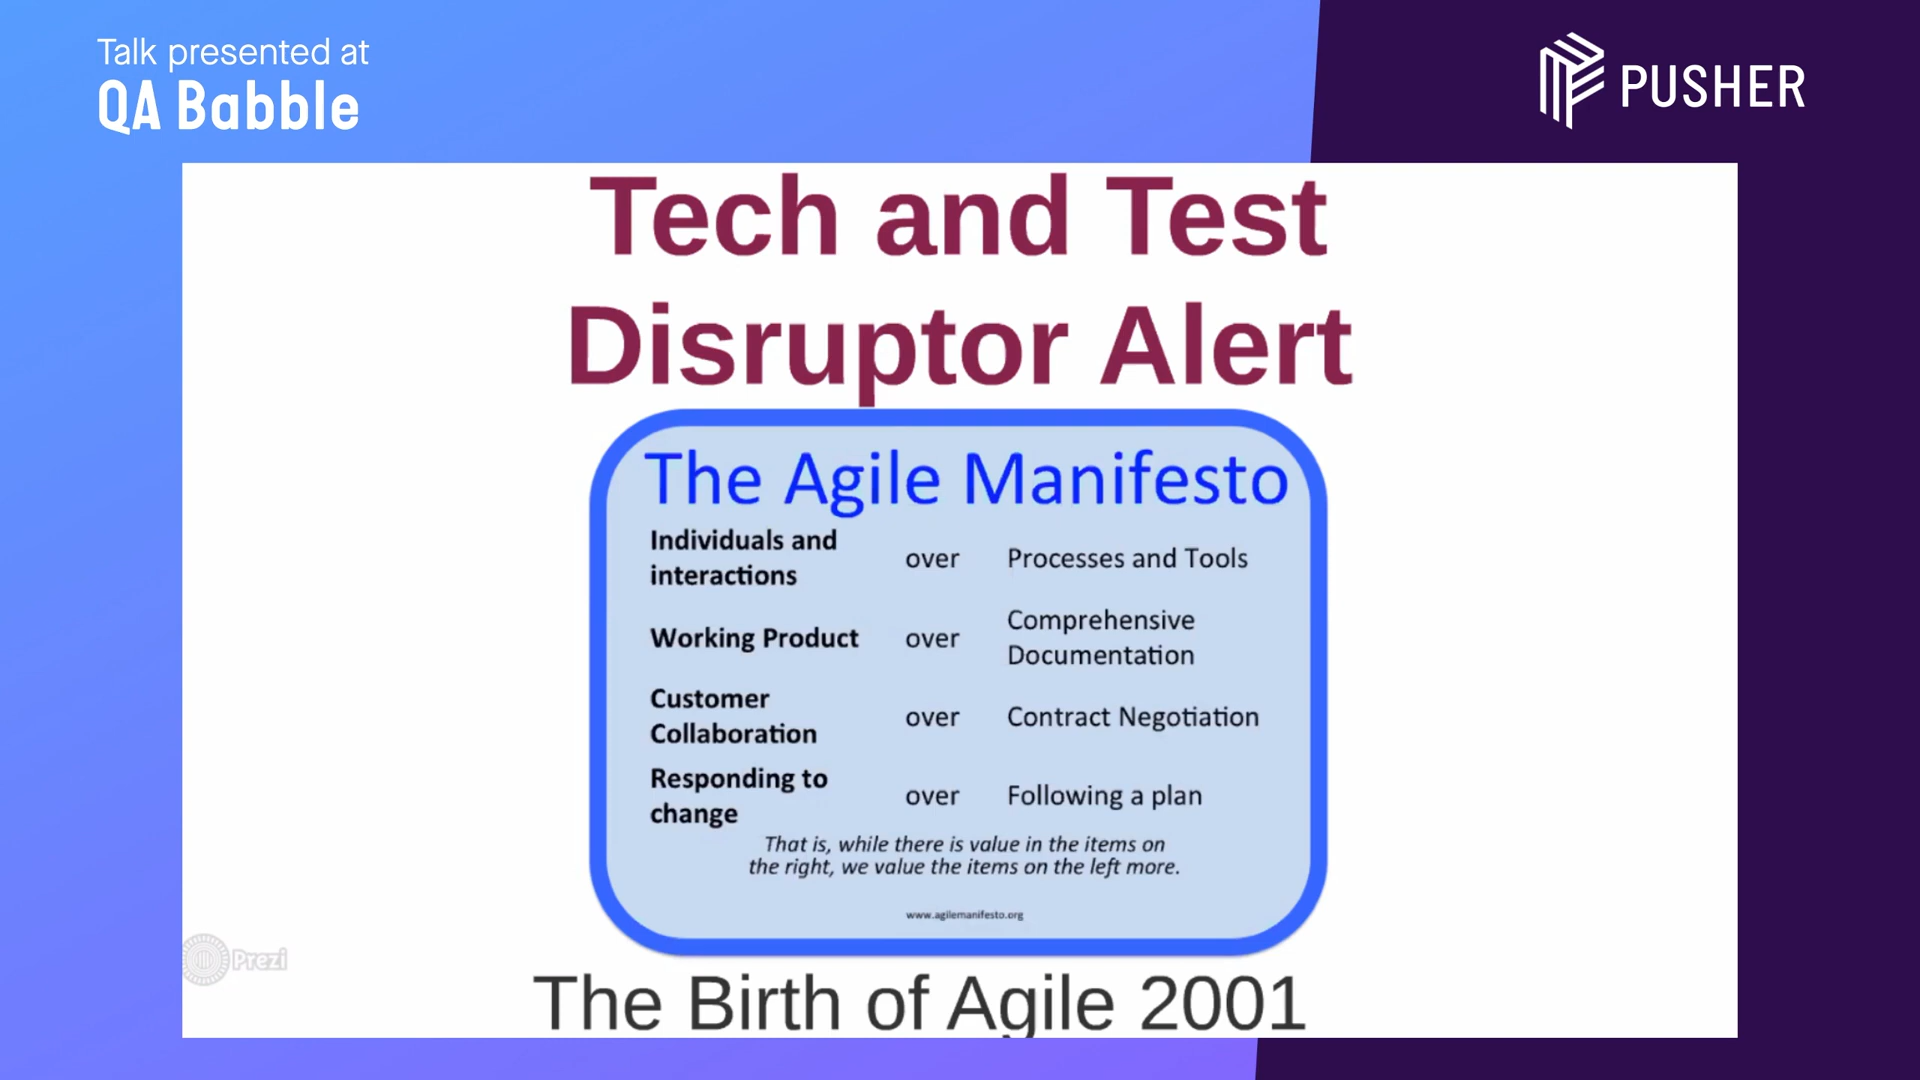 Talk presented at
QA Babble
PUSHER
Tech and Test
Disruptor Alert
The Agile Manifesto
Individuals and
interactions
over
Processes and Tools
Working Product
over
Comprehensive
Documentation
Customer
Collaboration
over
Contract Negotiation
Responding to
change
over
Following a plan
That is, while there is value in the items on
the right, we value the items on the left more.
www.agilemanifesto.org
Prezi
The Birth of Agile 2001